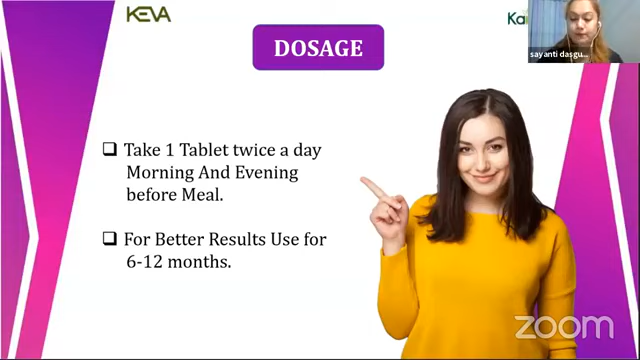 KEVA
Ka
sayanti dasgu...
DOSAGE
Take 1 Tablet twice a day
Morning And Evening
before Meal.
For Better Results Use for
6-12 months.
zoom